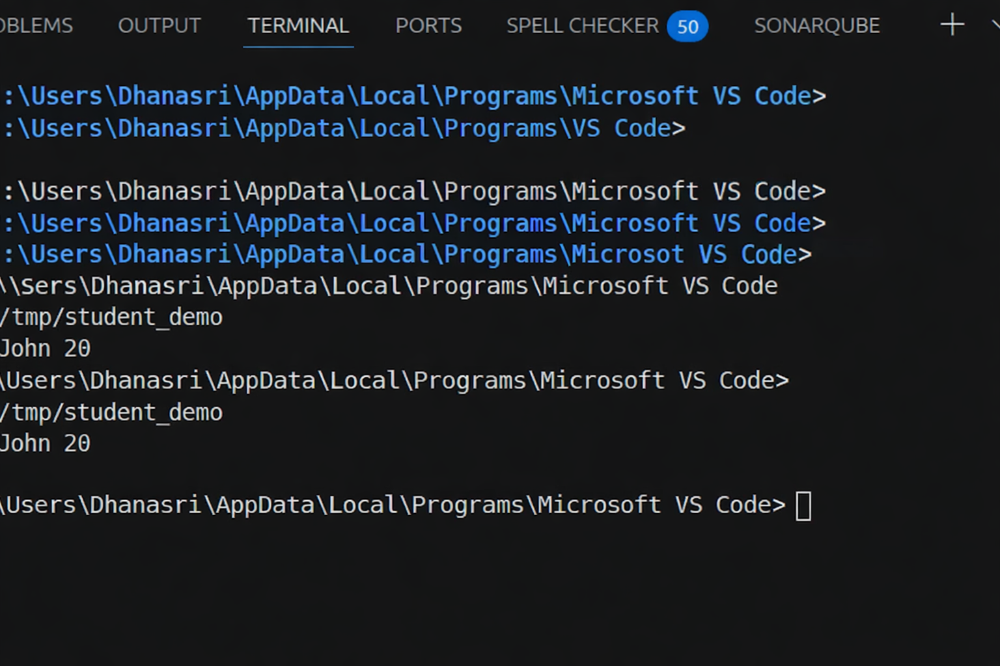 OBLEMS OUTPUT TERMINAL PORTS SPELL CHECKER 50 SONARQUBE
:\Users\Dhanasri\AppData\Local\Programs\Microsoft VS Code>
:\Users\Dhanasri\AppData\Local\Programs\VS Code>
:\Users\Dhanasri\AppData\Local\Programs\Microsoft VS Code>
:\Users\Dhanasri\AppData\Local\Programs\Microsoft VS Code>
:\Users\Dhanasri\AppData\Local\Programs\Microsot VS Code>
\\Sers\Dhanasri\AppData\Local\Programs\Microsoft VS Code
/tmp/student_demo
John 20
\Users\Dhanasri\AppData\Local\Programs\Microsoft VS Code>
/tmp/student_demo
John 20
\Users\Dhanasri\AppData\Local\Programs\Microsoft VS Code>